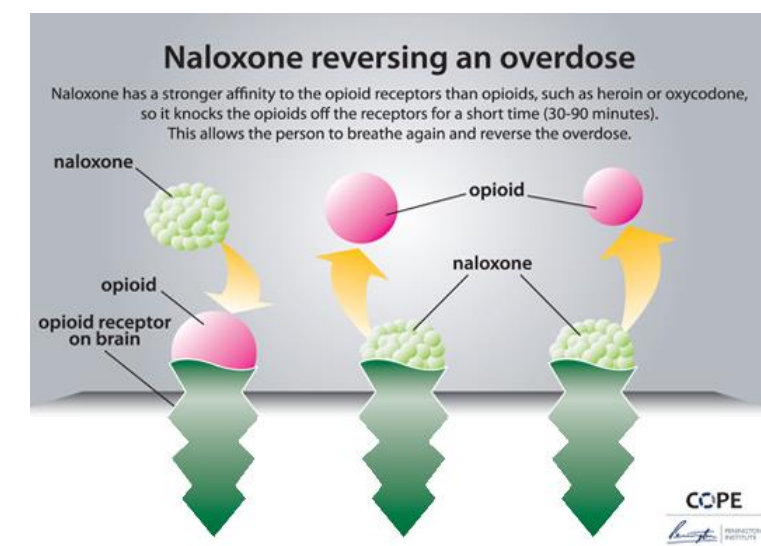 Naloxone reversing an overdose
Naloxone has a stronger affinity to the opioid receptors than opioids, such as heroin or oxycodone,
so it knocks the opioids off the receptors for a short time (30-90 minutes).
This allows the person to breathe again and reverse the overdose.
naloxone
opioid
opioid
opioid receptor
on brain
naloxone
COPE
PENINGTON
INSTITUTE